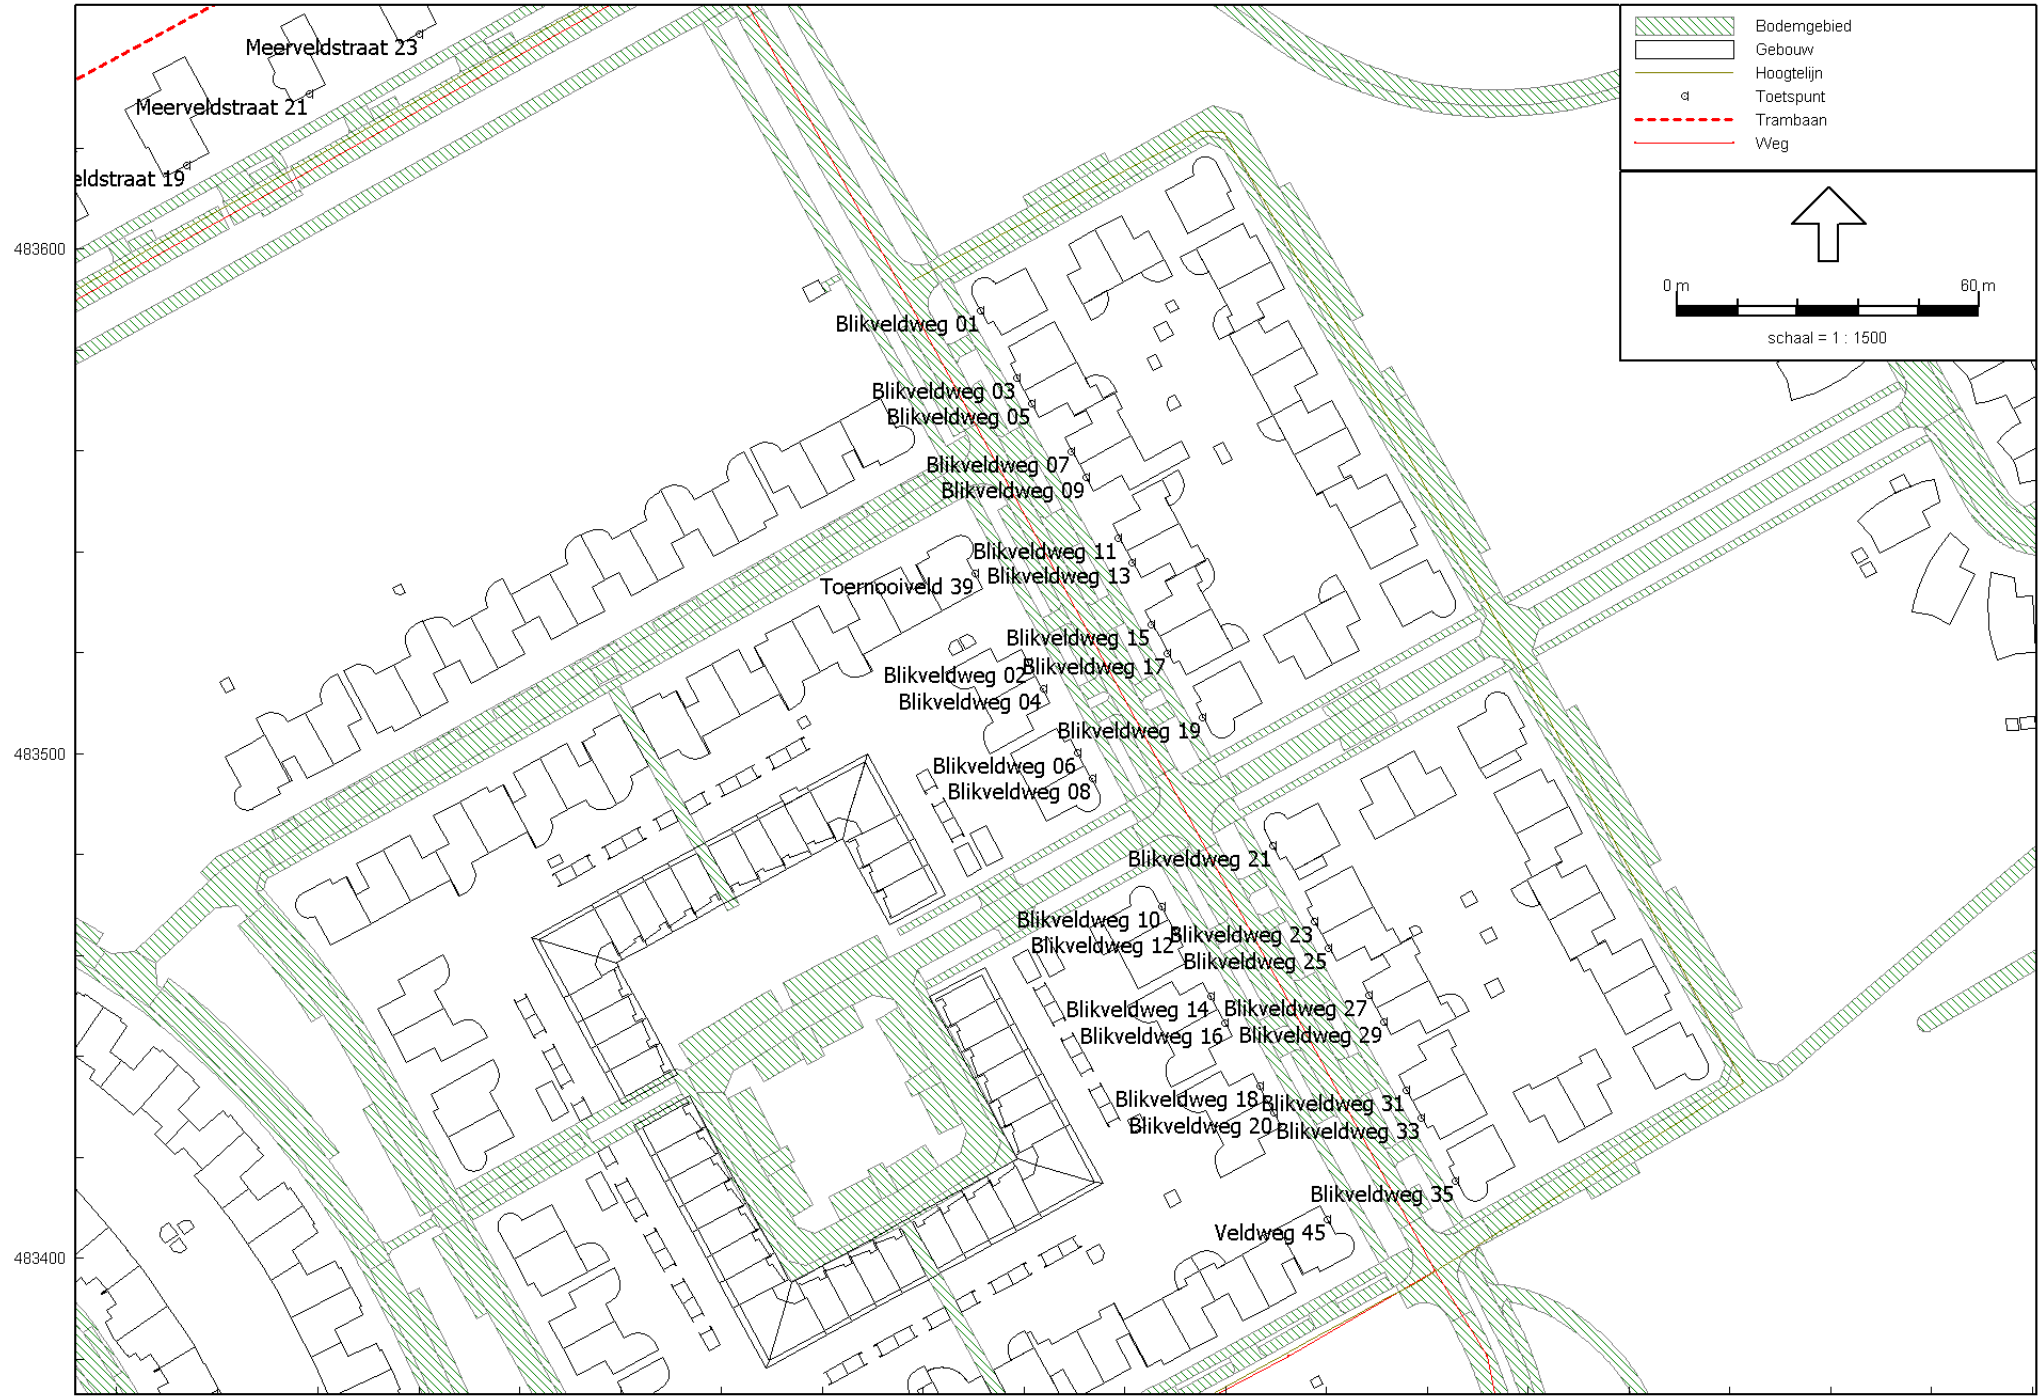 Bodemgebied
Gebouw
Hoogtelijn
Toetspunt
Trambaan
Weg
0 m 60 m
schaal = 1 : 1500
Meerveldstraat 23
Meerveldstraat 21
eldstraat 19
483600
Blikveldweg 01
Blikveldweg 03
Blikveldweg 05
Blikveldweg 07
Blikveldweg 09
Blikveldweg 11
Blikveldweg 13
Toernooiveld 39
Blikveldweg 15
Blikveldweg 17
Blikveldweg 02
Blikveldweg 04
Blikveldweg 19
483500
Blikveldweg 06
Blikveldweg 08
Blikveldweg 21
Blikveldweg 10
Blikveldweg 12
Blikveldweg 23
Blikveldweg 25
Blikveldweg 14
Blikveldweg 27
Blikveldweg 16
Blikveldweg 29
Blikveldweg 18
Blikveldweg 31
Blikveldweg 20
Blikveldweg 33
Blikveldweg 35
Veldweg 45
483400